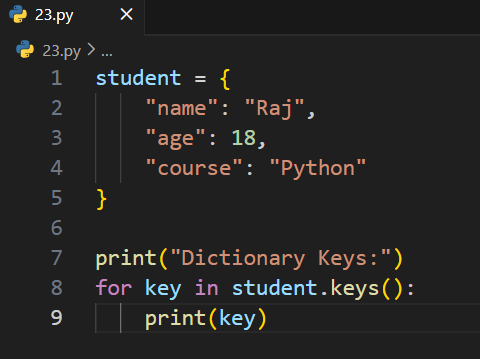 23.py ×
23.py > ...
1 student = {
2     "name": "Raj",
3     "age": 18,
4     "course": "Python"
5 }
6
7 print("Dictionary Keys:")
8 for key in student.keys():
9     print(key)